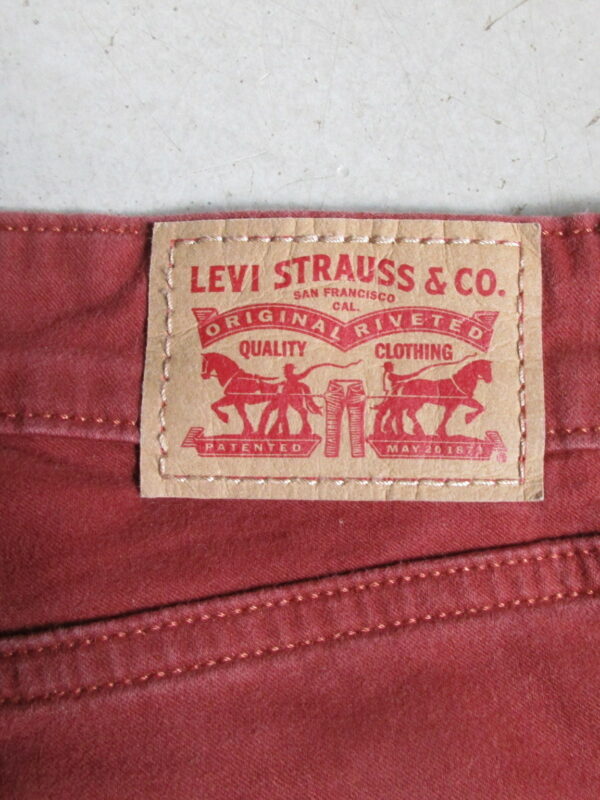 LEVI STRAUSS & CO.
SAN FRANCISCO
CAL.
ORIGINAL RIVETED
QUALITY CLOTHING
PATENTED MAY 20 1873
®